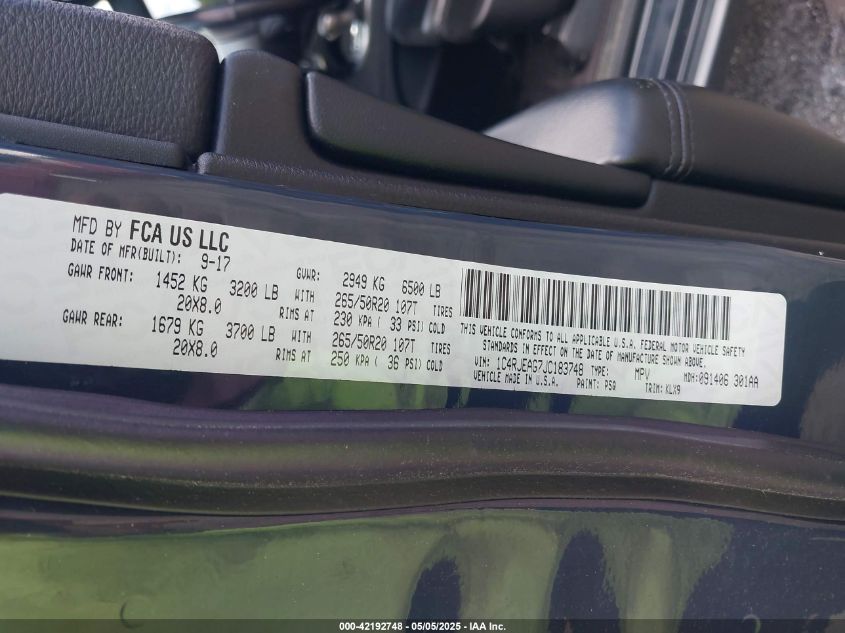 MFD BY FCA US LLC
DATE OF MFR(BUILT): 9-17
GVWR: 2949 KG 6500 LB
GAWR FRONT: 1452 KG 3200 LB WITH 265/50R20 107T TIRES
20X8.0 RIMS AT 230 KPA ( 33 PSI) COLD
GAWR REAR: 1679 KG 3700 LB WITH 265/50R20 107T TIRES
20X8.0 RIMS AT 250 KPA ( 36 PSI) COLD
THIS VEHICLE CONFORMS TO ALL APPLICABLE U.S.A. FEDERAL MOTOR VEHICLE SAFETY
STANDARDS IN EFFECT ON THE DATE OF MANUFACTURE SHOWN ABOVE.
VIN: 1C4RJEAG7JC183748 TYPE: MPV MDH:091406 301AA
VEHICLE MADE IN U.S.A. PAINT: PS0 TRIM: KLX9
000-42192748 - 05/05/2025 - IAA Inc.